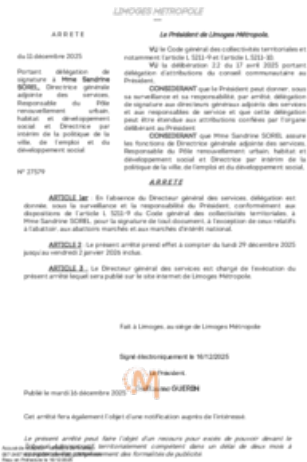 LIMOGES METROPOLE
ARRETE
du 11 décembre 2025
Portant délégation de
signature à Mme Sandrine
SOREL, Directrice générale
adjointe des services,
Responsable du Pôle
renouvellement urbain,
habitat et développement
social et Directrice par
intérim de la politique de la
ville, de l'emploi et du
développement social
N° 27579
Le Président de Limoges Métropole,
VU le Code général des collectivités territoriales et
notamment l'article L 5211-9 et l'article L 5211-10.
VU la délibération 2.2 du 17 avril 2025 portant
délégation d'attributions du conseil communautaire au
Président.
CONSIDERANT que le Président peut donner, sous
sa surveillance et sa responsabilité, par arrêté, délégation
de signature aux directeurs généraux adjoints des services
et aux responsables de service et que cette délégation
peut être étendue aux attributions confiées par l'organe
délibérant au Président
CONSIDERANT que Mme Sandrine SOREL assure
les fonctions de Directrice générale adjointe des services,
Responsable du Pôle renouvellement urbain, habitat et
développement social et Directrice par intérim de la
politique de la ville, de l'emploi et du développement social,
ARRETE
ARTICLE 1er : En l'absence du Directeur général des services, délégation est
donnée, sous la surveillance et la responsabilité du Président, conformément aux
dispositions de l'article L 5211-9 du Code général des collectivités territoriales, à
Mme Sandrine SOREL, pour la signature de tout document, à l'exception de ceux relatifs
à l'abattoir, aux abattoirs marchés et aux marchés d'intérêt national.
ARTICLE 2 : Le présent arrêté prend effet à compter du lundi 29 décembre 2025
jusqu'au vendredi 2 janvier 2026 inclus.
ARTICLE 3 : Le Directeur général des services est chargé de l'exécution du
présent arrêté lequel sera publié sur le site internet de Limoges Métropole.
Fait à Limoges, au siège de Limoges Métropole
Signé électroniquement le 16/12/2025
Le Président,
GUERIN
Publié le mardi 16 décembre 2025
Cet arrêté fera également l'objet d'une notification auprès de l'intéressé.
Le présent arrêté peut faire l'objet d'un recours pour excès de pouvoir devant le
territorialement compétent dans un délai de deux mois à
des formalités de publicité.